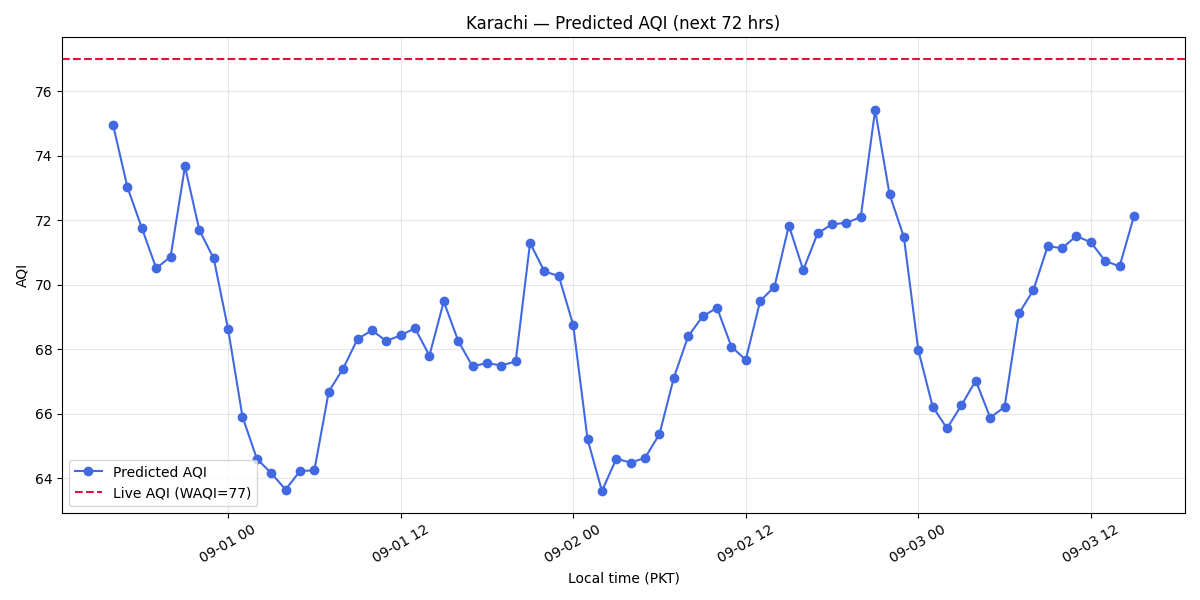 Karachi — Predicted AQI (next 72 hrs)
AQI
76
74
72
70
68
66
64
Predicted AQI
Live AQI (WAQI=77)
09-01 00
09-01 12
09-02 00
09-02 12
09-03 00
09-03 12
Local time (PKT)